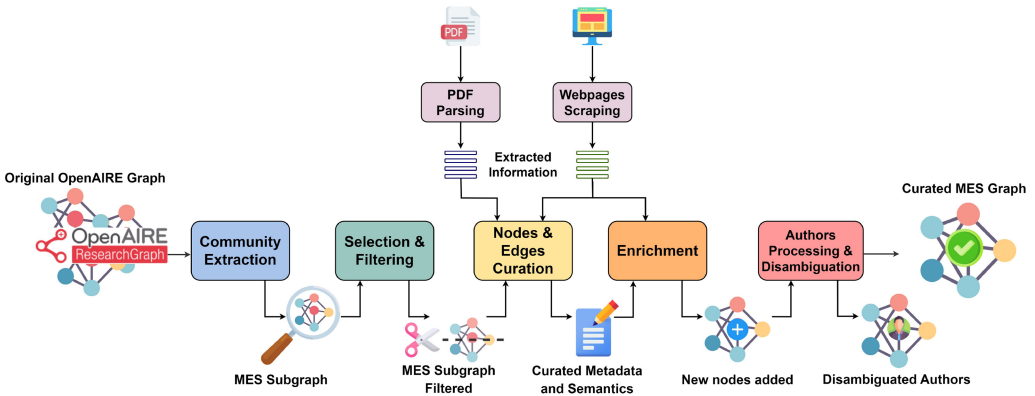 PDF
PDF
Parsing
Webpages
Scraping
Extracted
Information
Original OpenAIRE Graph
OpenAIRE
ResearchGraph
Community
Extraction
Selection &
Filtering
Nodes &
Edges
Curation
Enrichment
Authors
Processing &
Disambiguation
Curated MES Graph
MES Subgraph
MES Subgraph
Filtered
Curated Metadata
and Semantics
New nodes added
Disambiguated Authors